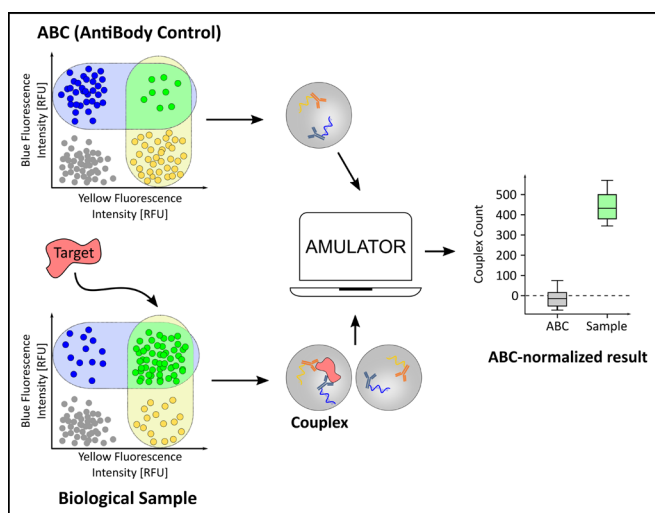 ABC (AntiBody Control)
Blue Fluorescence
Intensity [RFU]
Yellow Fluorescence
Intensity [RFU]
Target
Blue Fluorescence
Intensity [RFU]
Yellow Fluorescence
Intensity [RFU]
Biological Sample
AMULATOR
Couplex
Couplex Count
500
400
300
200
100
0
ABC
Sample
ABC-normalized result